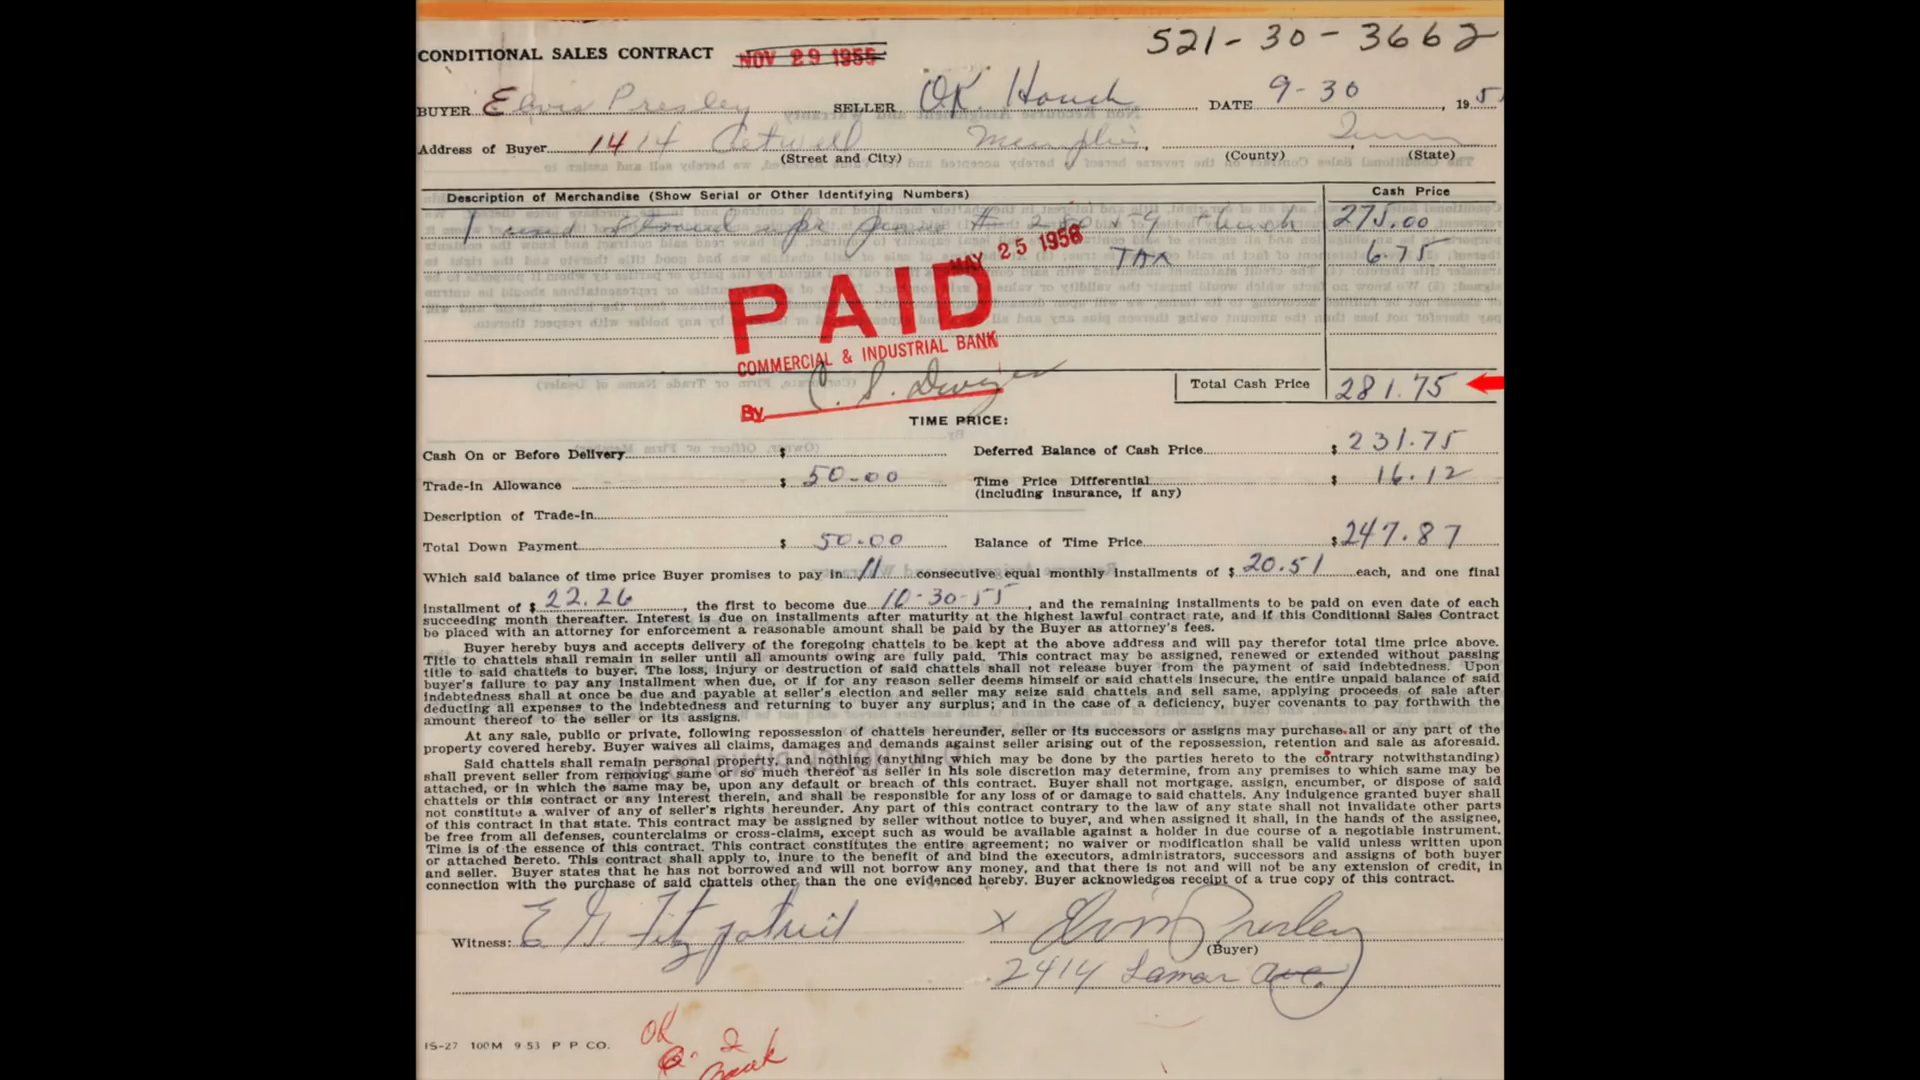 521-30-3662
CONDITIONAL SALES CONTRACT NOV 29 1955
BUYER Elvis Presley SELLER O.K. Houck DATE 9-30, 195
Address of Buyer 1414 Getwell Memphis, Tenn
(Street and City) (County) (State)
Description of Merchandise (Show Serial or Other Identifying Numbers) Cash Price
1 used 275.00
MAY 25 1956 TAX 6.75
PAID
COMMERCIAL & INDUSTRIAL BANK
By
Total Cash Price 281.75
TIME PRICE:
Cash On or Before Delivery $ Deferred Balance of Cash Price $ 231.75
Trade-in Allowance $ 50.00 Time Price Differential $ 16.12
(including insurance, if any)
Description of Trade-in
Total Down Payment $ 50.00 Balance of Time Price $ 247.87
Which said balance of time price Buyer promises to pay in 11 consecutive equal monthly installments of $ 20.51 each, and one final
installment of $ 22.26, the first to become due 10-30-55, and the remaining installments to be paid on even date of each
succeeding month thereafter. Interest is due on installments after maturity at the highest lawful contract rate, and if this Conditional Sales Contract
be placed with an attorney for enforcement a reasonable amount shall be paid by the Buyer as attorney's fees.
Buyer hereby buys and accepts delivery of the foregoing chattels to be kept at the above address and will pay therefor total time price above.
Title to chattels shall remain in seller until all amounts owing are fully paid. This contract may be assigned, renewed or extended without passing
title to said chattels to buyer. The loss, injury or destruction of said chattels shall not release buyer from the payment of said indebtedness. Upon
buyer's failure to pay any installment when due, or if for any reason seller deems himself or said chattels insecure, the entire unpaid balance of said
indebtedness shall at once be due and payable at seller's election and seller may seize said chattels and sell same, applying proceeds of sale after
deducting all expenses to the indebtedness and returning to buyer any surplus; and in the case of a deficiency, buyer covenants to pay forthwith the
amount thereof to the seller or its assigns.
At any sale, public or private, following repossession of chattels hereunder, seller or its successors or assigns may purchase all or any part of the
property covered hereby. Buyer waives all claims, damages and demands against seller arising out of the repossession, retention and sale as aforesaid.
Said chattels shall remain personal property, and nothing (anything which may be done by the parties hereto to the contrary notwithstanding)
shall prevent seller from removing same or so much thereof as seller in his sole discretion may determine, from any premises to which same may be
attached, or in which the same may be, upon any default or breach of this contract. Buyer shall not mortgage, assign, encumber, or dispose of said
chattels or this contract or any interest therein, and shall be responsible for any loss of or damage to said chattels. Any indulgence granted buyer shall
not constitute a waiver of any of seller's rights hereunder. Any part of this contract contrary to the law of any state shall not invalidate other parts
of this contract in that state. This contract may be assigned by seller without notice to buyer, and when assigned it shall, in the hands of the assignee,
be free from all defenses, counterclaims or cross-claims, except such as would be available against a holder in due course of a negotiable instrument.
Time is of the essence of this contract. This contract constitutes the entire agreement; no waiver or modification shall be valid unless written upon
or attached hereto. This contract shall apply to, inure to the benefit of and bind the executors, administrators, successors and assigns of both buyer
and seller. Buyer states that he has not borrowed and will not borrow any money, and that there is not and will not be any extension of credit, in
connection with the purchase of said chattels other than the one evidenced hereby. Buyer acknowledges receipt of a true copy of this contract.
Witness: E G Fitzpatrick X Elvis Presley
(Buyer)
2414 Lamar Ave.
OK
IS-27 100M 9 53 P P CO.